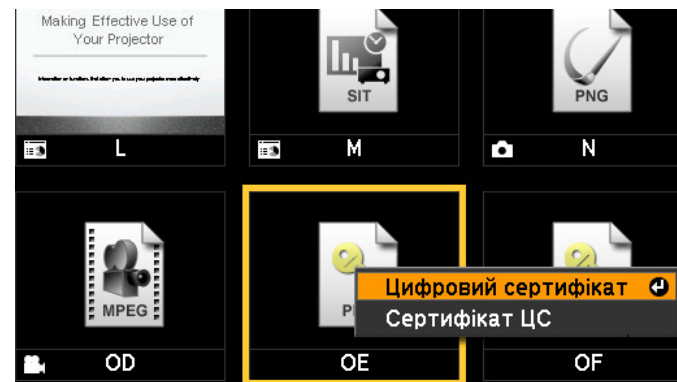 Making Effective Use of
Your Projector
SIT
PNG
L
M
N
MPEG
Цифровий сертифікат
Сертифікат ЦС
OD
OE
OF